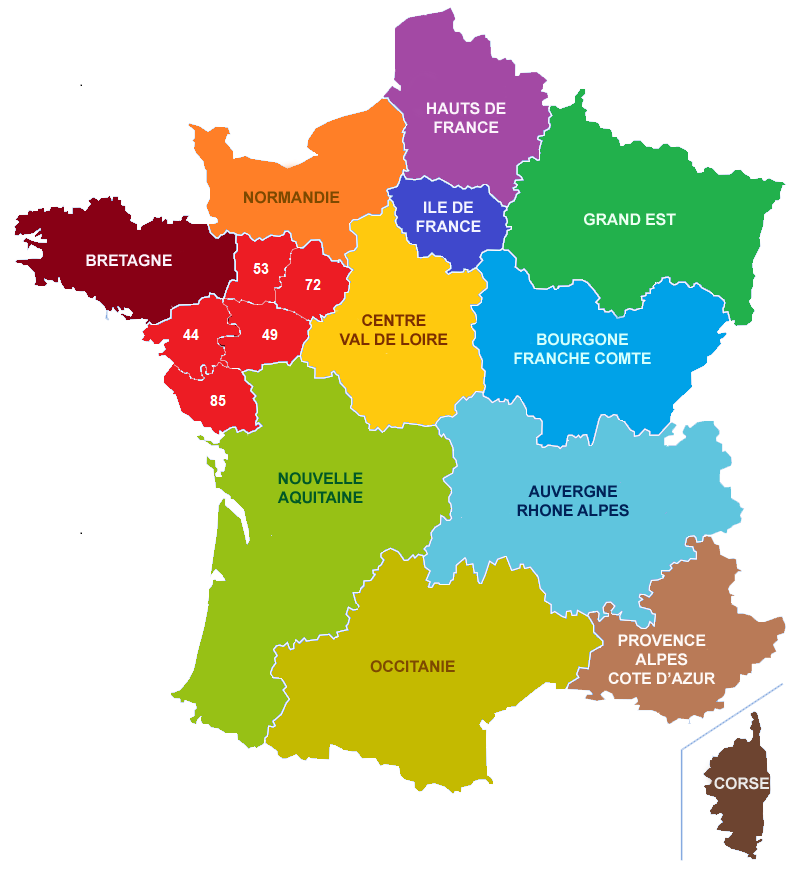 HAUTS DE
FRANCE
NORMANDIE
ILE DE
FRANCE
GRAND EST
BRETAGNE
53
72
CENTRE
VAL DE LOIRE
44
49
BOURGONE
FRANCHE COMTE
85
NOUVELLE
AQUITAINE
AUVERGNE
RHONE ALPES
OCCITANIE
PROVENCE
ALPES
COTE D'AZUR
CORSE